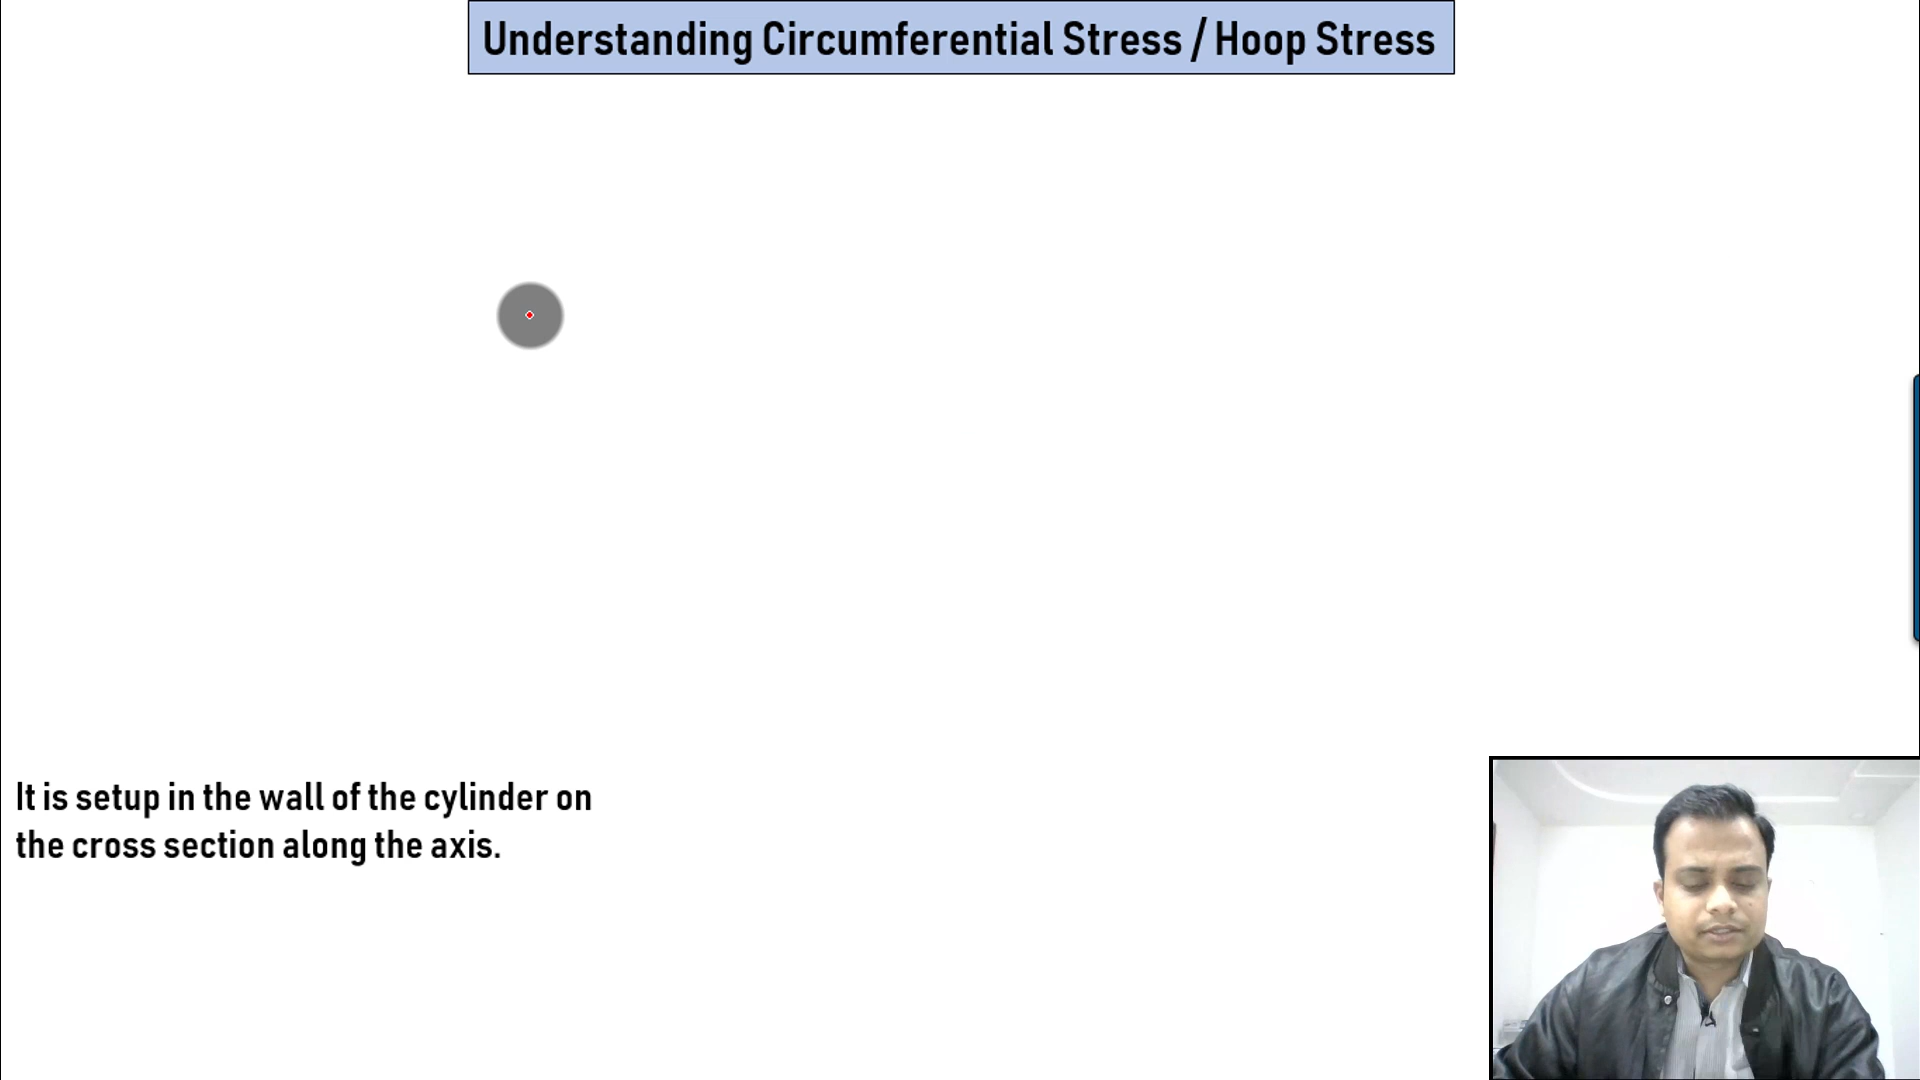 Understanding Circumferential Stress / Hoop Stress
It is setup in the wall of the cylinder on
the cross section along the axis.